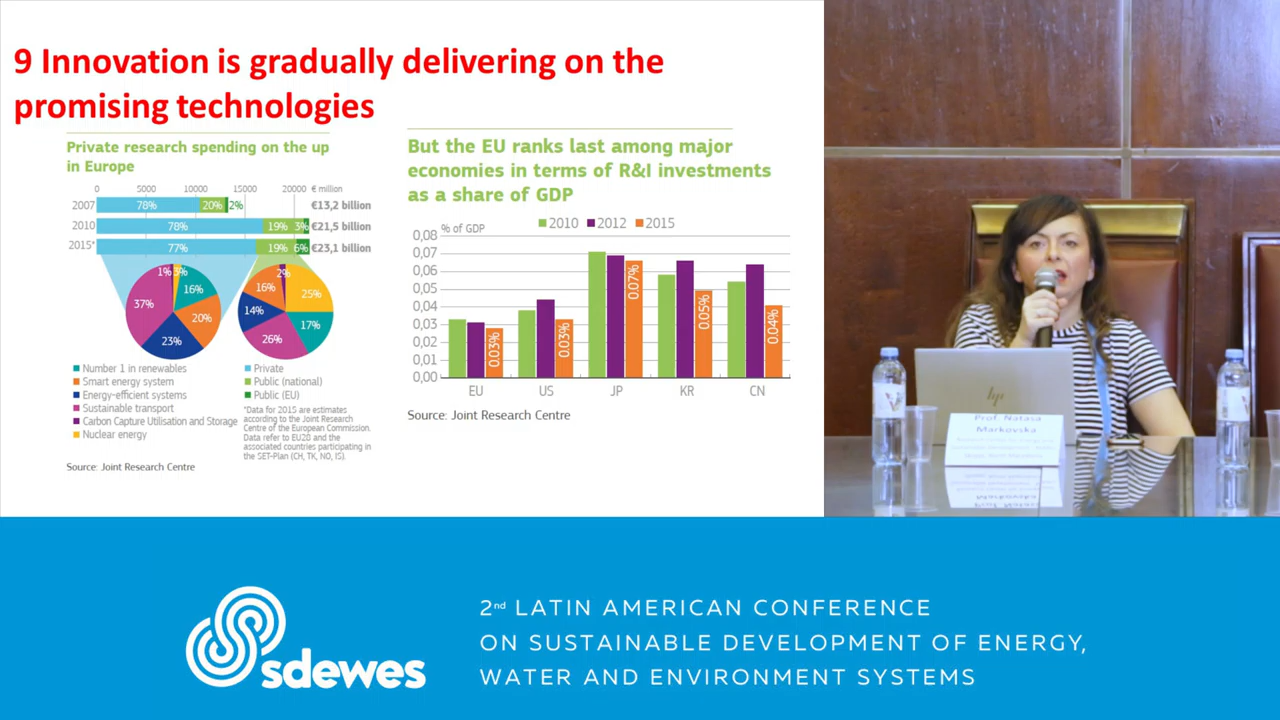 9 Innovation is gradually delivering on the
promising technologies
Private research spending on the up
in Europe
0 5000 10000 15000 20000 € million
2007 78% 20% 2% €13,2 billion
2010 78% 19% 3% €21,5 billion
2015* 77% 19% 6% €23,1 billion
1% 3%
16%
37%
20%
23%
2%
16%
25%
14%
17%
26%
Number 1 in renewables
Smart energy system
Energy-efficient systems
Sustainable transport
Carbon Capture Utilisation and Storage
Nuclear energy
Private
Public (national)
Public (EU)
*Data for 2015 are estimates
according to the Joint Research
Centre of the European Commission.
Data refer to EU28 and the
associated countries participating in
the SET-Plan (CH, TK, NO, IS).
Source: Joint Research Centre
But the EU ranks last among major
economies in terms of R&I investments
as a share of GDP
2010 2012 2015
% of GDP
0,08
0,07
0,06
0,04
0,03
0,02
0,01
0,00
0.03%
0.03%
0.07%
0.05%
0.04%
EU US JP KR CN
Source: Joint Research Centre
hp
Prof. Natasa
Markovska
sdewes
2nd LATIN AMERICAN CONFERENCE
ON SUSTAINABLE DEVELOPMENT OF ENERGY,
WATER AND ENVIRONMENT SYSTEMS